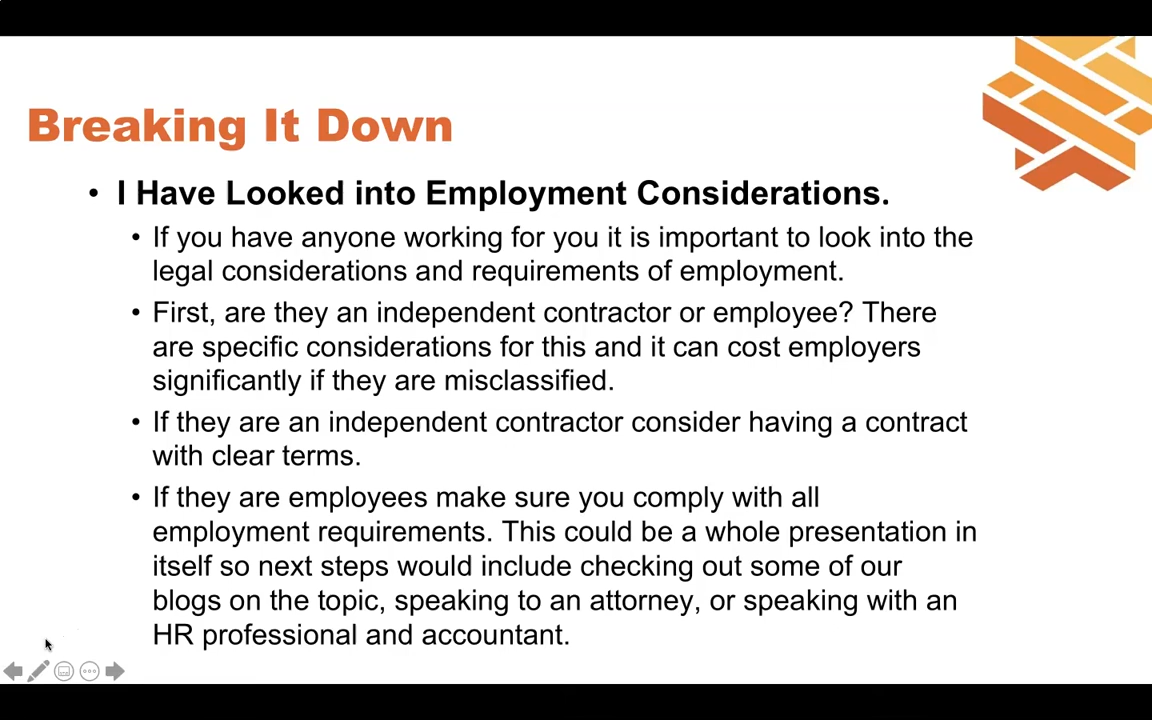 Breaking It Down
• I Have Looked into Employment Considerations.
• If you have anyone working for you it is important to look into the
legal considerations and requirements of employment.
• First, are they an independent contractor or employee? There
are specific considerations for this and it can cost employers
significantly if they are misclassified.
• If they are an independent contractor consider having a contract
with clear terms.
• If they are employees make sure you comply with all
employment requirements. This could be a whole presentation in
itself so next steps would include checking out some of our
blogs on the topic, speaking to an attorney, or speaking with an
HR professional and accountant.